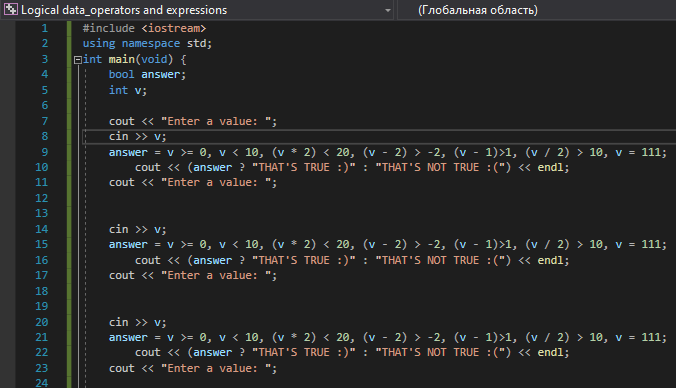 Logical data_operators and expressions (Глобальная область)
1 #include <iostream>
2 using namespace std;
3 int main(void) {
4 bool answer;
5 int v;
6
7 cout << "Enter a value: ";
8 cin >> v;
9 answer = v >= 0, v < 10, (v * 2) < 20, (v - 2) > -2, (v - 1)>1, (v / 2) > 10, v = 111;
10 cout << (answer ? "THAT'S TRUE :)" : "THAT'S NOT TRUE :(") << endl;
11 cout << "Enter a value: ";
12
13
14 cin >> v;
15 answer = v >= 0, v < 10, (v * 2) < 20, (v - 2) > -2, (v - 1)>1, (v / 2) > 10, v = 111;
16 cout << (answer ? "THAT'S TRUE :)" : "THAT'S NOT TRUE :(") << endl;
17 cout << "Enter a value: ";
18
19
20 cin >> v;
21 answer = v >= 0, v < 10, (v * 2) < 20, (v - 2) > -2, (v - 1)>1, (v / 2) > 10, v = 111;
22 cout << (answer ? "THAT'S TRUE :)" : "THAT'S NOT TRUE :(") << endl;
23 cout << "Enter a value: ";
24